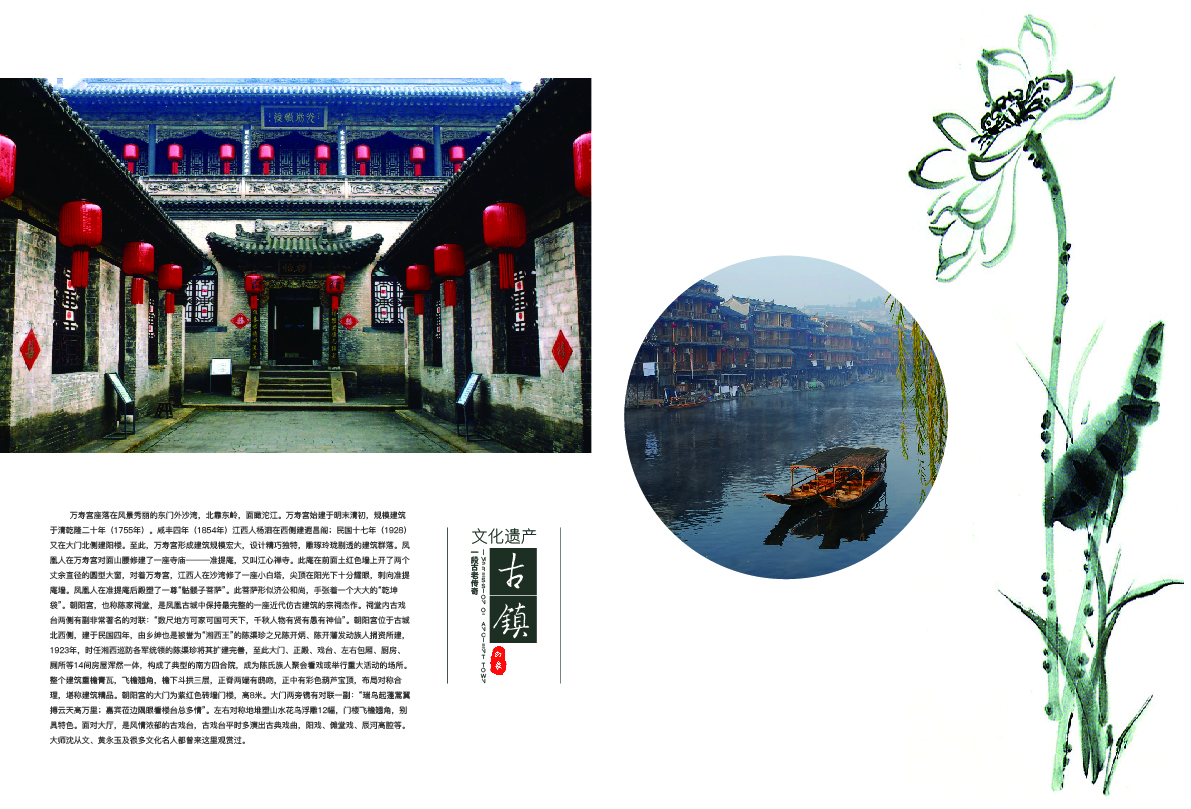 万寿宫座落在风景秀丽的东门外沙湾，北靠东岭，面瞰沱江。万寿宫始建于明末清初，规模建筑
于清乾隆二十年（1755年）。咸丰四年（1854年）江西人杨泗在西侧建遐昌阁；民国十七年（1928）
又在大门北侧建阳楼。至此，万寿宫形成建筑规模宏大，设计精巧独特，雕琢玲珑剔透的建筑群落。凤
凰人在万寿宫对面山腰修建了一座寺庙———准提庵，又叫江心禅寺。此庵在前面上红色墙上开了两个
丈余直径的圆型大窗，对着万寿宫，江西人在沙湾修了一座小白塔，尖顶在阳光下十分耀眼，刺向准提
庵墙。凤凰人在准提庵后殿塑了一尊“骷髅子菩萨”。此菩萨形似济公和尚，手张着一个大大的“乾坤
袋”。朝阳宫，也称陈家祠堂，是凤凰古城中保持最完整的一座近代仿古建筑的宗祠杰作。祠堂内古戏
台两侧有副非常著名的对联：“数尺地方可家可国可天下，千秋人物有贤有愚有神仙”。朝阳宫位于古城
北西侧，建于民国四年，由乡绅也是被誉为“湘西王”的陈渠珍之兄陈开炳、陈开藩发动族人捐资所建，
1923年，时任湘西巡防各军统领的陈渠珍将其扩建完善，至此大门、正殿、戏台、左右包厢、厨房、
厕所等14间房屋浑然一体，构成了典型的南方四合院，成为陈氏族人聚会看戏或举行重大活动的场所。
整个建筑重檐青瓦，飞檐翘角，檐下斗拱三层，正脊两端有鸱吻，正中有彩色葫芦宝顶，布局对称合
理，堪称建筑精品。朝阳宫的大门为紫红色砖墙门楼，高8米。大门两旁镌有对联一副：“瑞鸟起蓬蒿翼
搏云天高万里；嘉宾莅边隅眼看楼台总多情”。左右对称地堆塑山水花鸟浮雕12幅，门楼飞檐翘角，别
具特色。面对大厅，是风情浓郁的古戏台，古戏台平时多演出古典戏曲，阳戏、傩堂戏、辰河高腔等。
大师沈从文、黄永玉及很多文化名人都曾来这里观赏过。
文化遗产
古镇
一段古老传奇